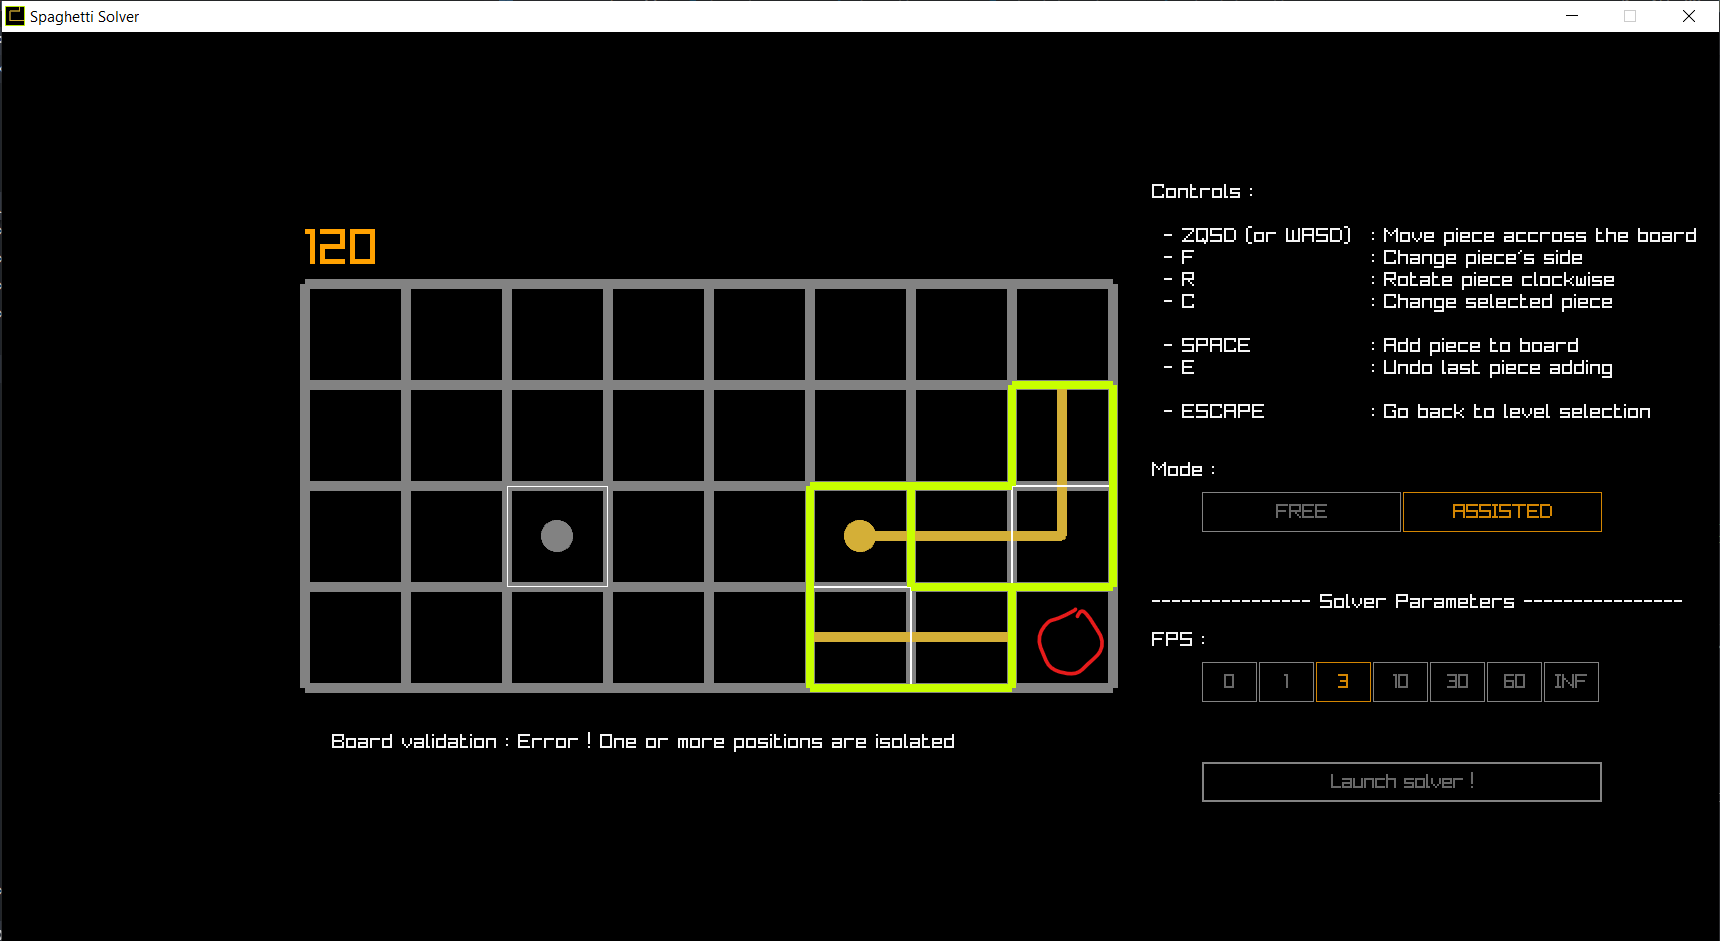 Spaghetti Solver
120
Controls :
- ZQSD (or WASD) : Move piece accross the board
- F : Change piece's side
- R : Rotate piece clockwise
- C : Change selected piece
- SPACE : Add piece to board
- E : Undo last piece adding
- ESCAPE : Go back to level selection
Mode :
FREE ASSISTED
---------------- Solver Parameters ----------------
FPS :
0 1 3 10 30 60 INF
Board validation : Error ! One or more positions are isolated
Launch solver !